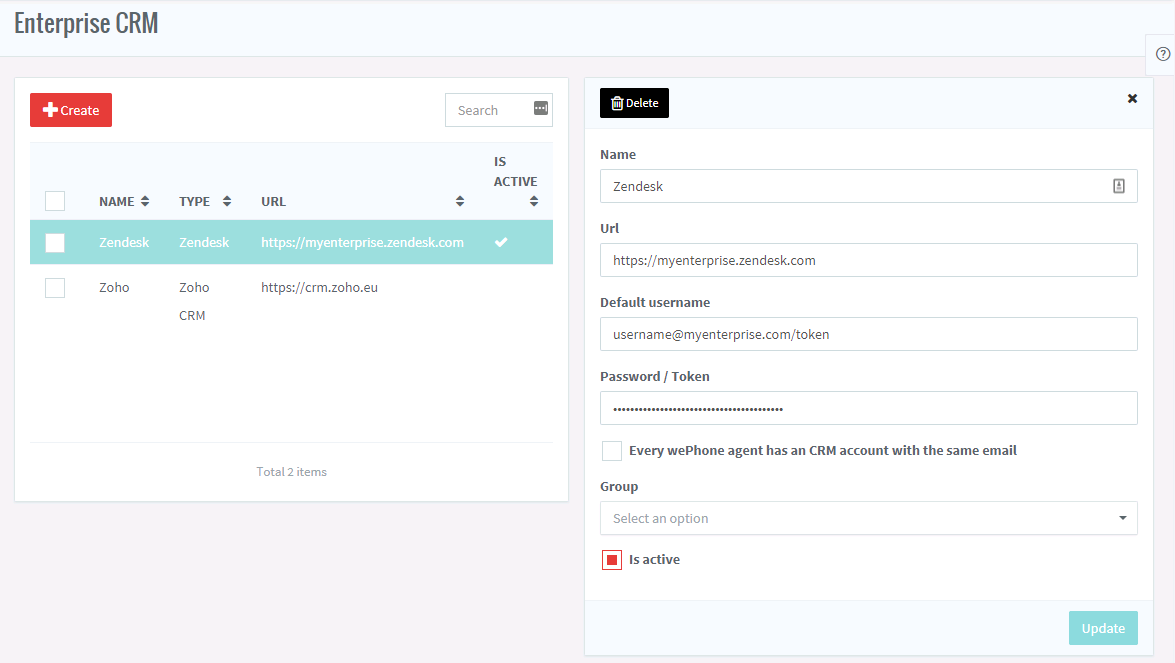 Enterprise CRM
Create
Search
IS
ACTIVE
NAME TYPE URL
Zendesk Zendesk https://myenterprise.zendesk.com
Zoho Zoho https://crm.zoho.eu
CRM
Total 2 items
Delete
Name
Zendesk
Url
https://myenterprise.zendesk.com
Default username
username@myenterprise.com/token
Password / Token
Every wePhone agent has an CRM account with the same email
Group
Select an option
Is active
Update